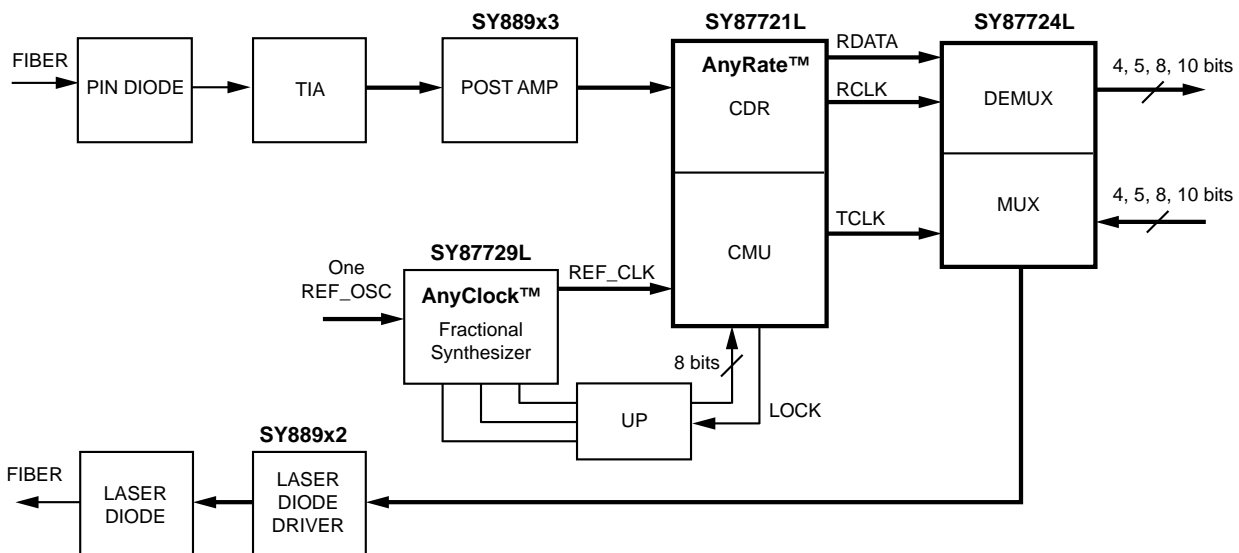 SY889x3
SY87721L
SY87724L
FIBER
PIN DIODE
TIA
POST AMP
AnyRate™
CDR
RDATA
RCLK
DEMUX
4, 5, 8, 10 bits
CMU
TCLK
MUX
4, 5, 8, 10 bits
SY87729L
One
REF_OSC
AnyClock™
Fractional
Synthesizer
REF_CLK
8 bits
UP
LOCK
SY889x2
FIBER
LASER
DIODE
LASER
DIODE
DRIVER